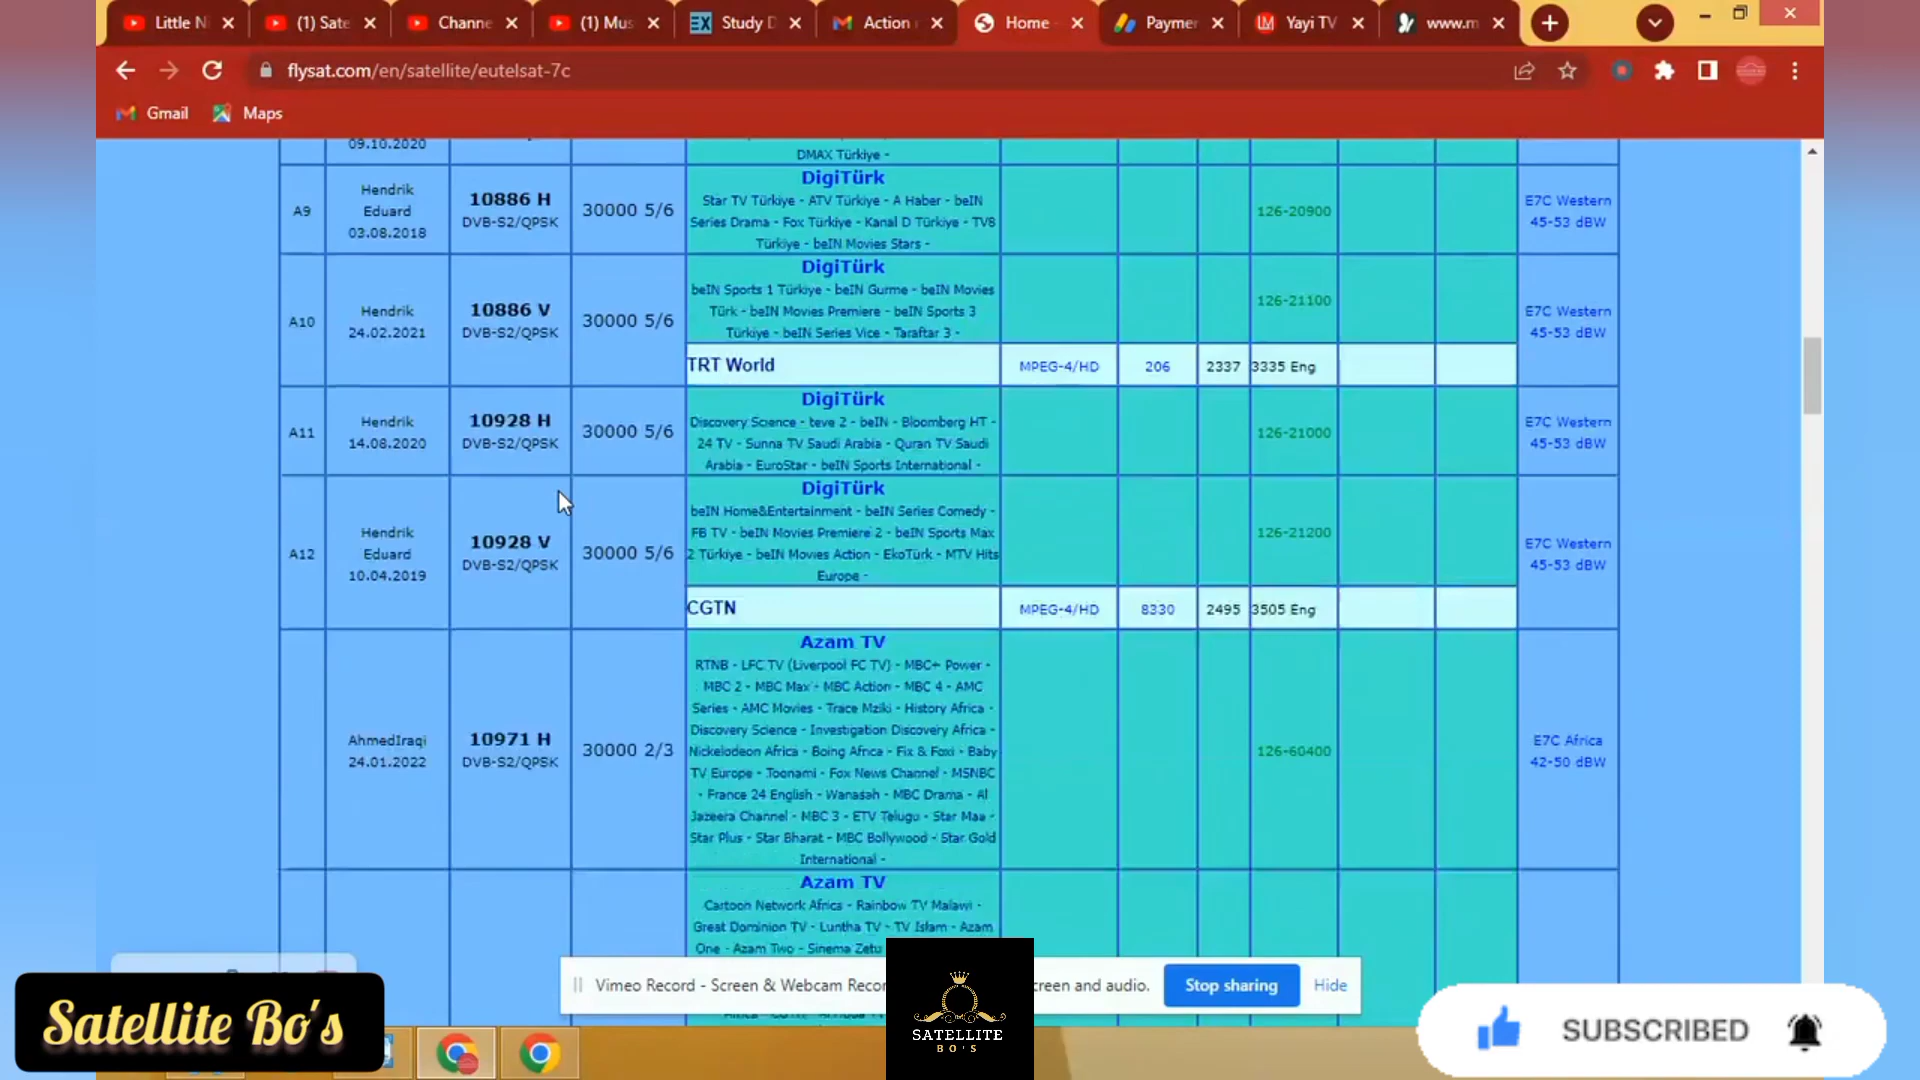 Little N
(1) Sate
Channe
(1) Mus
EX Study D
Action
Home
Paymer
LM Yayi TV
www.m
flysat.com/en/satellite/eutelsat-7c
Gmail
Maps
09.10.2020
DMAX Türkiye -
A9
Hendrik
Eduard
03.08.2018
10886 H
DVB-S2/QPSK
30000 5/6
DigiTürk
Star TV Türkiye - ATV Türkiye - A Haber - beIN
Series Drama - Fox Türkiye - Kanal D Türkiye - TV8
Türkiye - beIN Movies Stars -
126-20900
E7C Western
45-53 dBW
A10
Hendrik
24.02.2021
10886 V
DVB-S2/QPSK
30000 5/6
DigiTürk
beIN Sports 1 Türkiye - beIN Gurme - beIN Movies
Türk - beIN Movies Premiere - beIN Sports 3
Türkiye - beIN Series Vice - Taraftar 3 -
126-21100
E7C Western
45-53 dBW
TRT World
MPEG-4/HD
206
2337
3335 Eng
A11
Hendrik
14.08.2020
10928 H
DVB-S2/QPSK
30000 5/6
DigiTürk
Discovery Science - teve 2 - beIN - Bloomberg HT -
24 TV - Sunna TV Saudi Arabia - Quran TV Saudi
Arabia - EuroStar - beIN Sports International -
126-21000
E7C Western
45-53 dBW
A12
Hendrik
Eduard
10.04.2019
10928 V
DVB-S2/QPSK
30000 5/6
DigiTürk
beIN Home&Entertainment - beIN Series Comedy -
FB TV - beIN Movies Premiere 2 - beIN Sports Max
2 Türkiye - beIN Movies Action - EkoTürk - MTV Hits
Europe -
126-21200
E7C Western
45-53 dBW
CGTN
MPEG-4/HD
8330
2495
3505 Eng
AhmedIraqi
24.01.2022
10971 H
DVB-S2/QPSK
30000 2/3
Azam TV
RTNB - LFC TV (Liverpool FC TV) - MBC+ Power -
MBC 2 - MBC Max - MBC Action - MBC 4 - AMC
Series - AMC Movies - Trace Mziki - History Africa -
Discovery Science - Investigation Discovery Africa -
Nickelodeon Africa - Boing Africa - Fix & Foxi - Baby
TV Europe - Toonami - Fox News Channel - MSNBC
- France 24 English - Wanasah - MBC Drama - Al
Jazeera Channel - MBC 3 - ETV Telugu - Star Maa -
Star Plus - Star Bharat - MBC Bollywood - Star Gold
International -
126-60400
E7C Africa
42-50 dBW
Azam TV
Cartoon Network Africa - Rainbow TV Malawi -
Great Dominion TV - Luntha TV - TV Islam - Azam
One - Azam Two - Sinema Zetu
Vimeo Record - Screen & Webcam Recor
creen and audio.
Stop sharing
Hide
Satellite Bo's
SATELLITE
BO'S
SUBSCRIBED